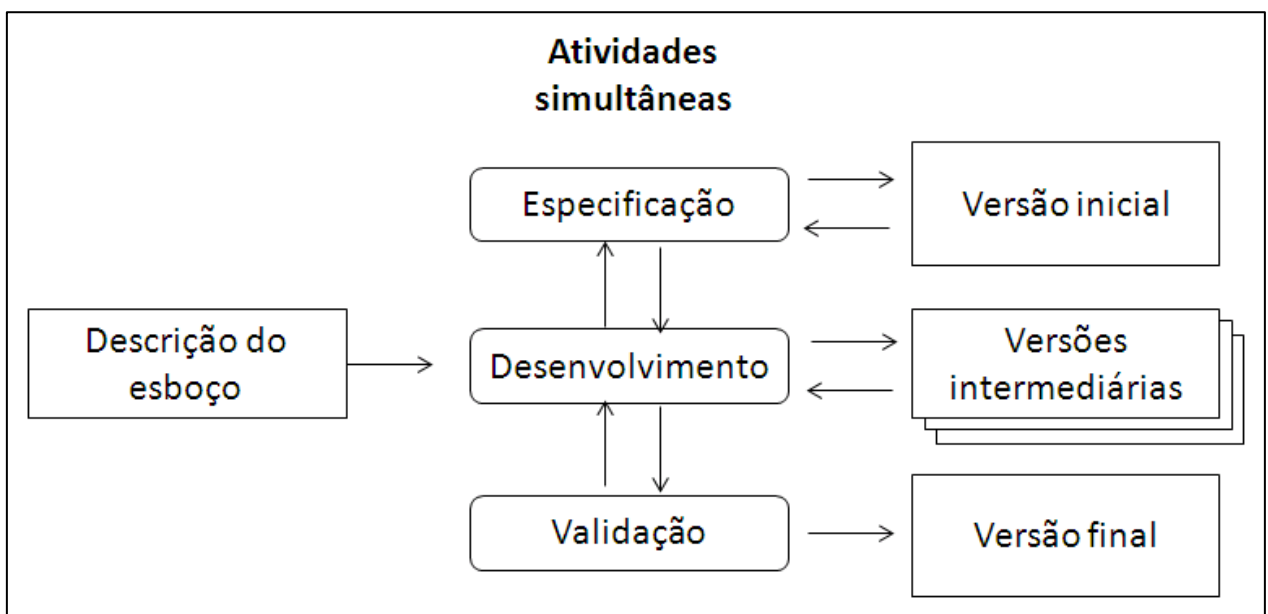 Atividades
simultâneas
Especificação
Versão inicial
Descrição do
esboço
Desenvolvimento
Versões
intermediárias
Validação
Versão final